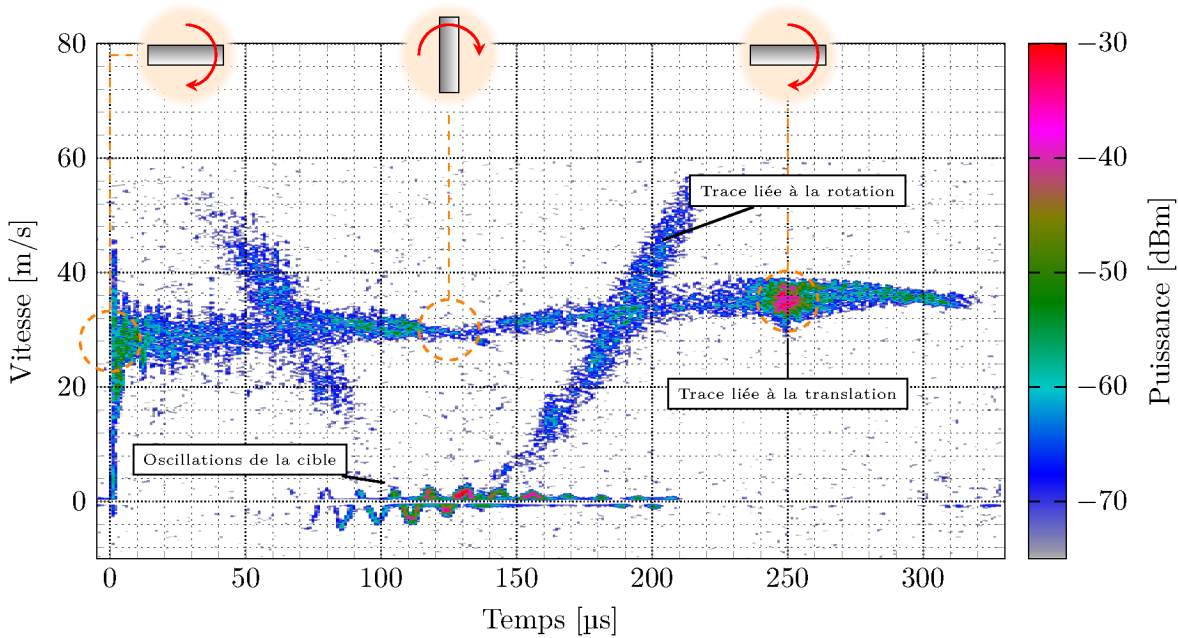 80
60
40
20
0
Vitesse [m/s]
0
50
100
150
200
250
300
Temps [µs]
Trace liée à la rotation
Trace liée à la translation
Oscillations de la cible
−30
−40
−50
−60
−70
Puissance [dBm]